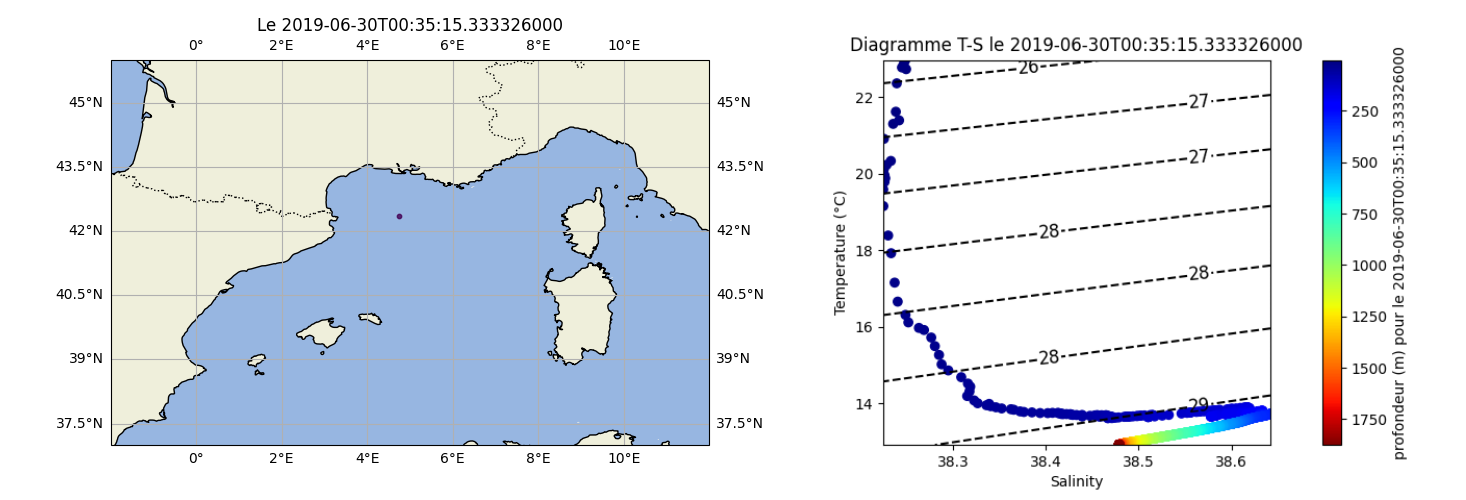 Le 2019-06-30T00:35:15.333326000
0° 2°E 4°E 6°E 8°E 10°E
45°N 45°N
43.5°N 43.5°N
42°N 42°N
40.5°N 40.5°N
39°N 39°N
37.5°N 37.5°N
0° 2°E 4°E 6°E 8°E 10°E
Diagramme T-S le 2019-06-30T00:35:15.333326000
Temperature (°C)
22
20
18
16
14
26
27
27
28
28
28
29
38.3 38.4 38.5 38.6
Salinity
250
500
750
1000
1250
1500
1750
profondeur (m) pour le 2019-06-30T00:35:15.333326000